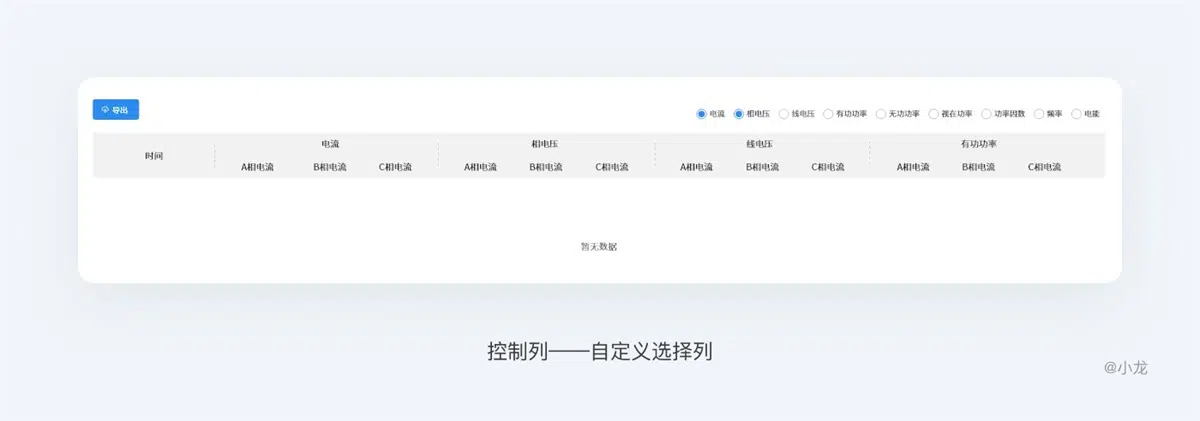 导出
电流 相电压 线电压 有功功率 无功功率 视在功率 功率因数 频率 电能
时间 电流 相电压 线电压 有功功率
A相电流 B相电流 C相电流 A相电流 B相电流 C相电流 A相电流 B相电流 C相电流 A相电流 B相电流 C相电流
暂无数据
控制列——自定义选择列
@小龙